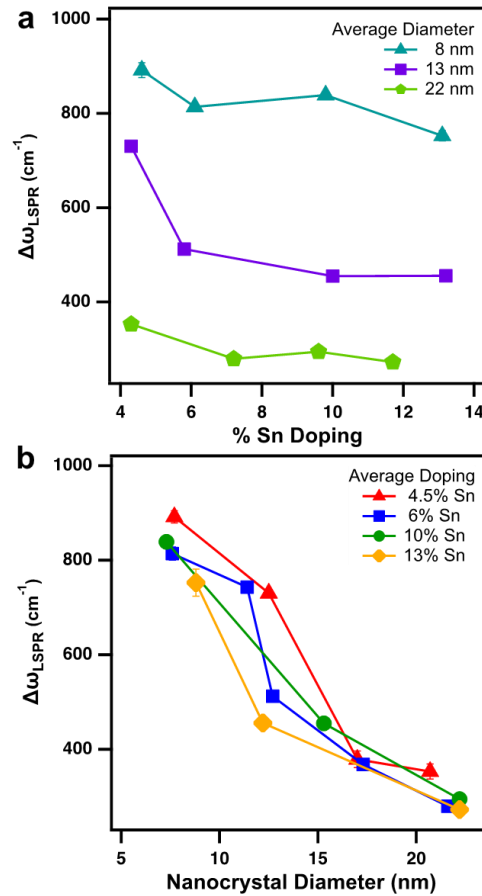 a
Average Diameter
8 nm
13 nm
22 nm
1000
800
600
400
ΔωLSPR (cm-1)
4
6
8
10
12
14
% Sn Doping
b
Average Doping
4.5% Sn
6% Sn
10% Sn
13% Sn
1000
800
600
400
ΔωLSPR (cm-1)
5
10
15
20
Nanocrystal Diameter (nm)